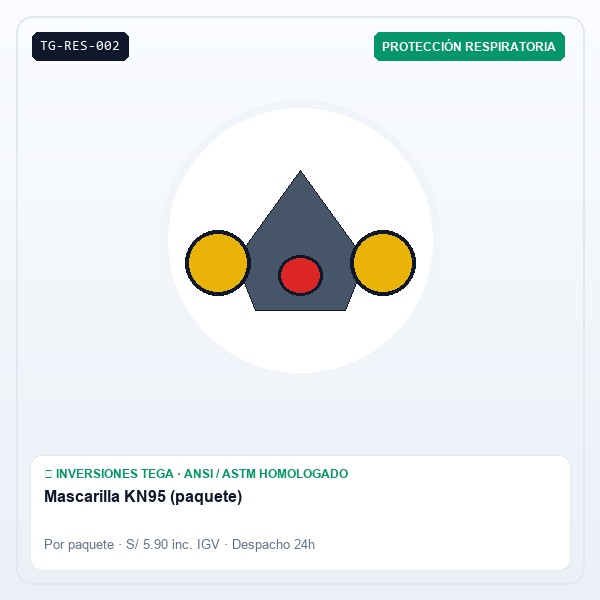 TG-RES-002
PROTECCIÓN RESPIRATORIA
INVERSIONES TEGA · ANSI / ASTM HOMOLOGADO
Mascarilla KN95 (paquete)
Por paquete · S/ 5.90 inc. IGV · Despacho 24h